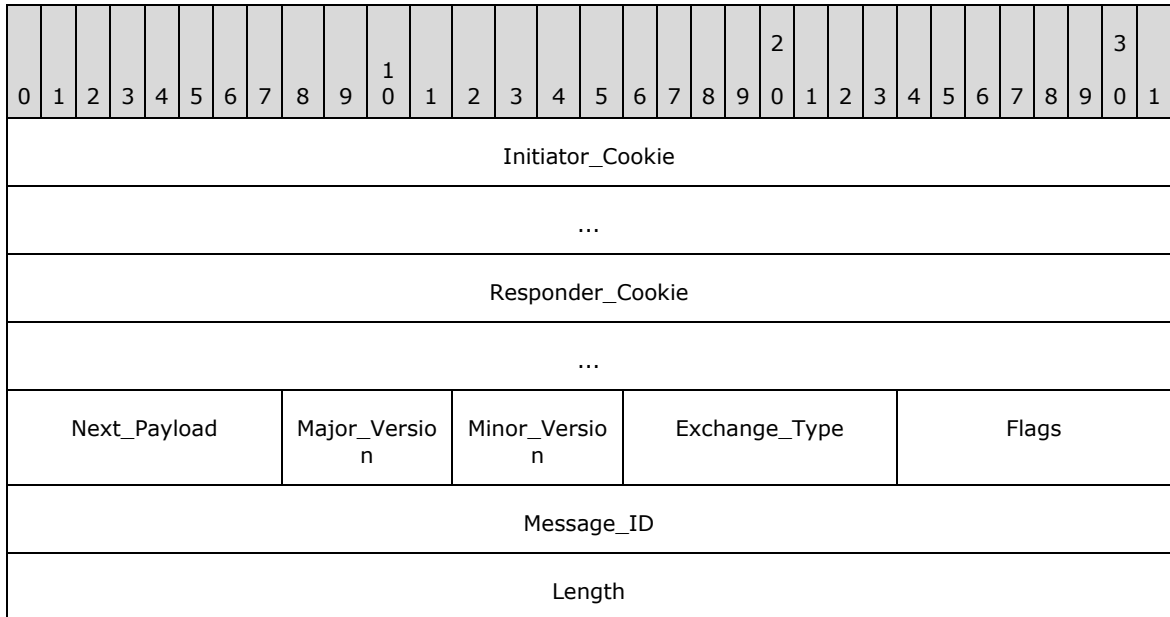 2 3
1
0 1 2 3 4 5 6 7 8 9 0 1 2 3 4 5 6 7 8 9 0 1 2 3 4 5 6 7 8 9 0 1
Initiator_Cookie
...
Responder_Cookie
...
Next_Payload Major_Versio Minor_Versio Exchange_Type Flags
n n
Message_ID
Length